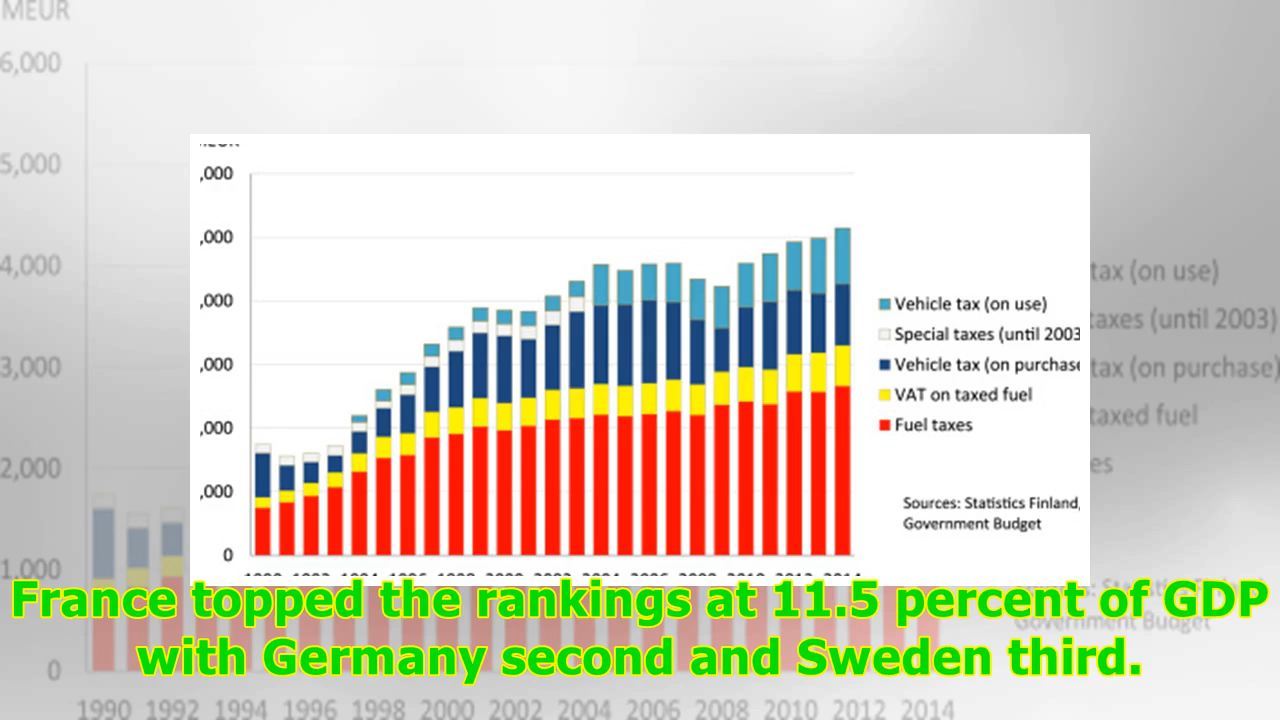 MEUR
6,000
5,000
4,000
3,000
2,000
1,000
0
,000
,000
,000
,000
,000
,000
0
Vehicle tax (on use)
Special taxes (until 2003
Vehicle tax (on purchase
VAT on taxed fuel
Fuel taxes
Sources: Statistics Finland,
Government Budget
tax (on use)
taxes (until 2003)
tax (on purchase)
taxed fuel
es
France topped the rankings at 11.5 percent of GDP
with Germany second and Sweden third.
Government Budget
1990 1992 1994 1996 1998 2000 2002 2004 2006 2008 2010 2012 2014